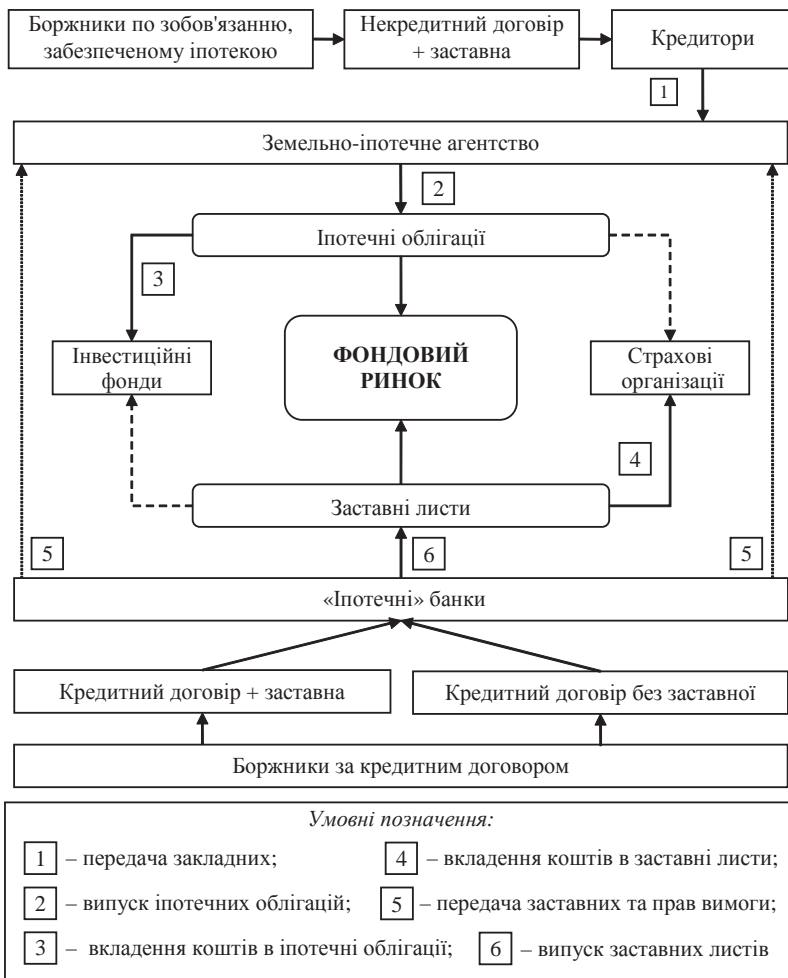 Боржники по зобов'язанню,
забезпеченому іпотекою
Некредитний договір
+ заставна
Кредитори
1
Земельно-іпотечне агентство
2
Іпотечні облігації
3
Інвестиційні
фонди
ФОНДОВИЙ
РИНОК
Страхові
організації
4
Заставні листи
5
6
5
«Іпотечні» банки
Кредитний договір + заставна
Кредитний договір без заставної
Боржники за кредитним договором
Умовні позначення:
1 – передача закладних;
4 – вкладення коштів в заставні листи;
2 – випуск іпотечних облігацій;
5 – передача заставних та прав вимоги;
3 – вкладення коштів в іпотечні облігації;
6 – випуск заставних листів